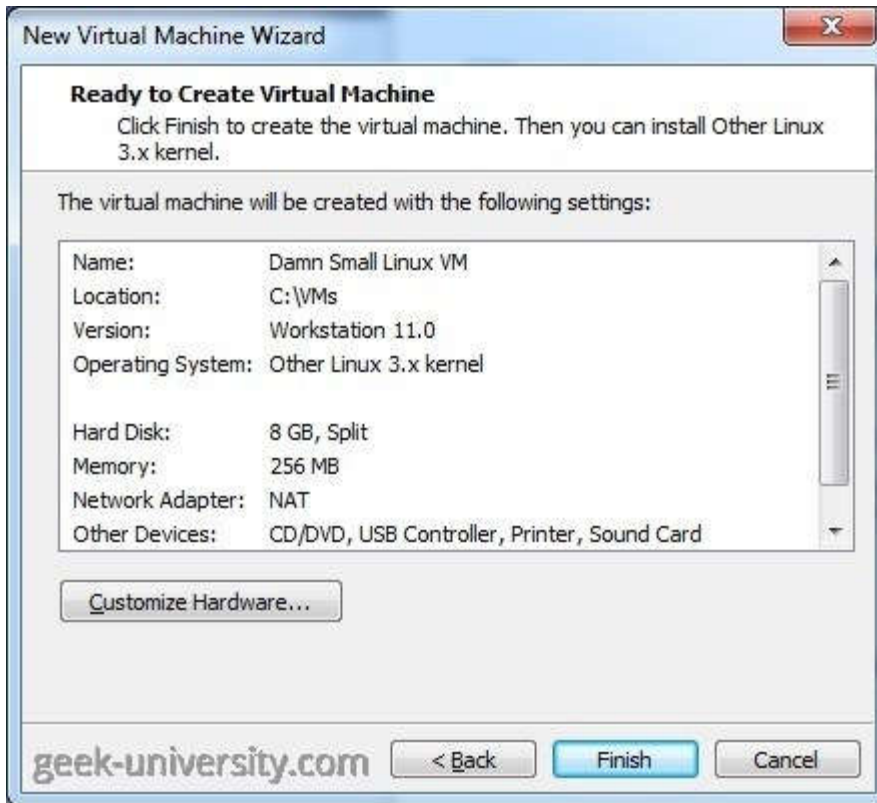 New Virtual Machine Wizard
Ready to Create Virtual Machine
Click Finish to create the virtual machine. Then you can install Other Linux
3.x kernel.
The virtual machine will be created with the following settings:
Name: Damn Small Linux VM
Location: C:\VMs
Version: Workstation 11.0
Operating System: Other Linux 3.x kernel
Hard Disk: 8 GB, Split
Memory: 256 MB
Network Adapter: NAT
Other Devices: CD/DVD, USB Controller, Printer, Sound Card
Customize Hardware...
geek-university.com < Back Finish Cancel